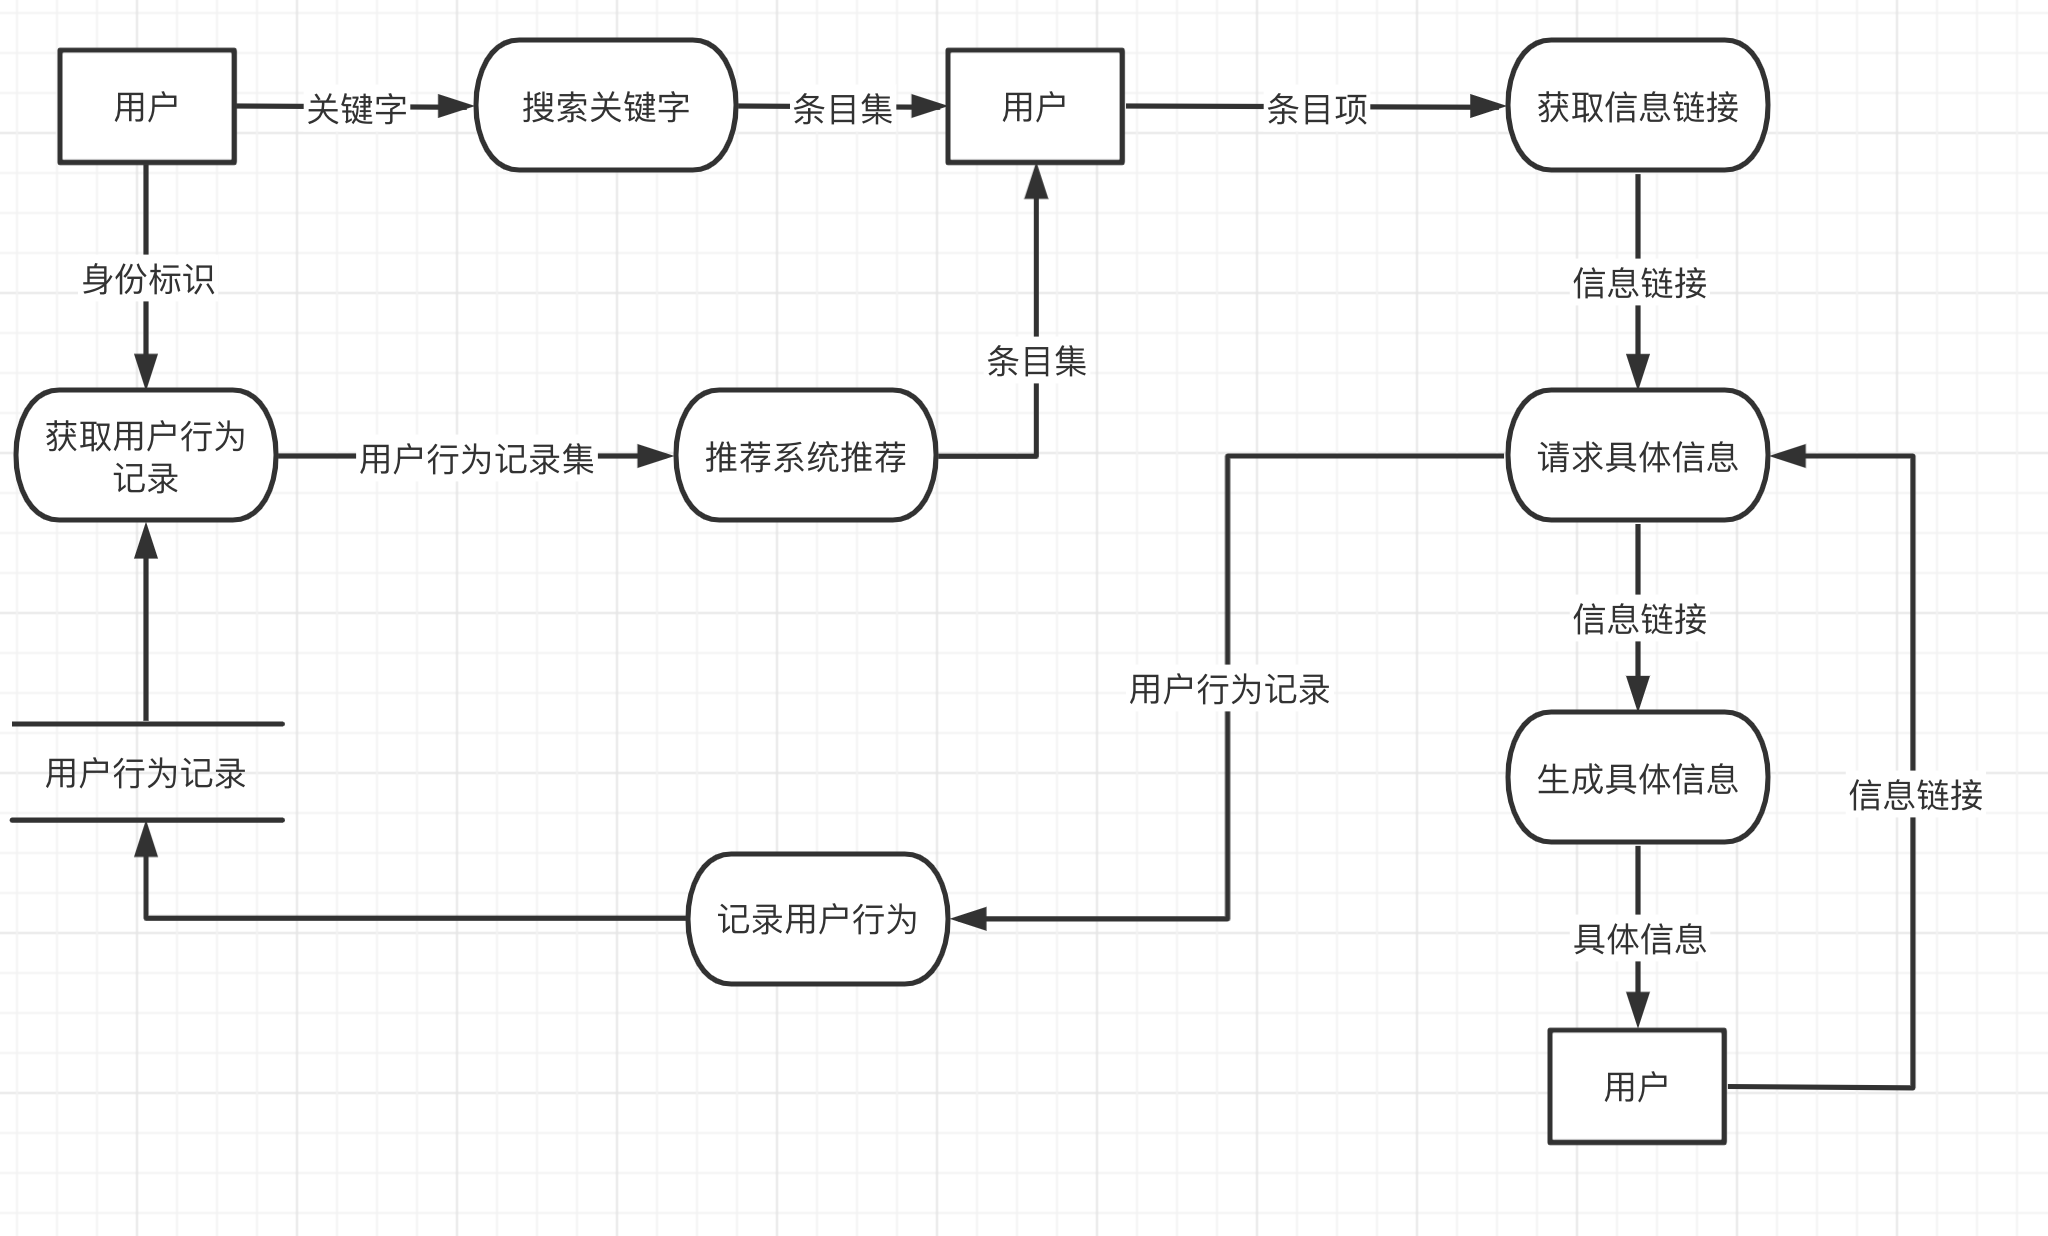 用户
关键字
搜索关键字
条目集
用户
条目项
获取信息链接
身份标识
信息链接
条目集
获取用户行为
记录
用户行为记录集
推荐系统推荐
请求具体信息
信息链接
用户行为记录
用户行为记录
生成具体信息
信息链接
记录用户行为
具体信息
用户